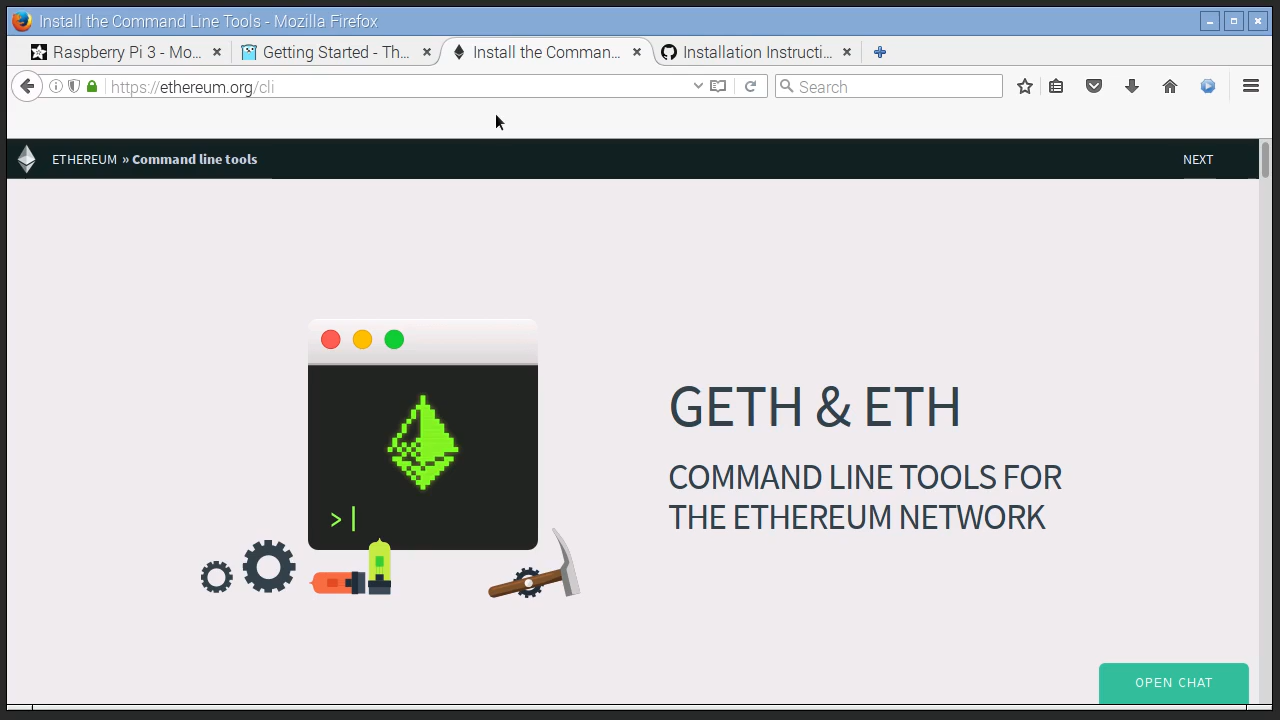 Install the Command Line Tools - Mozilla Firefox
Raspberry Pi 3 - Mo...
Getting Started - Th...
Install the Comman...
Installation Instructi...
https://ethereum.org/cli
Search
ETHEREUM » Command line tools
NEXT
GETH & ETH
COMMAND LINE TOOLS FOR
THE ETHEREUM NETWORK
>|
OPEN CHAT